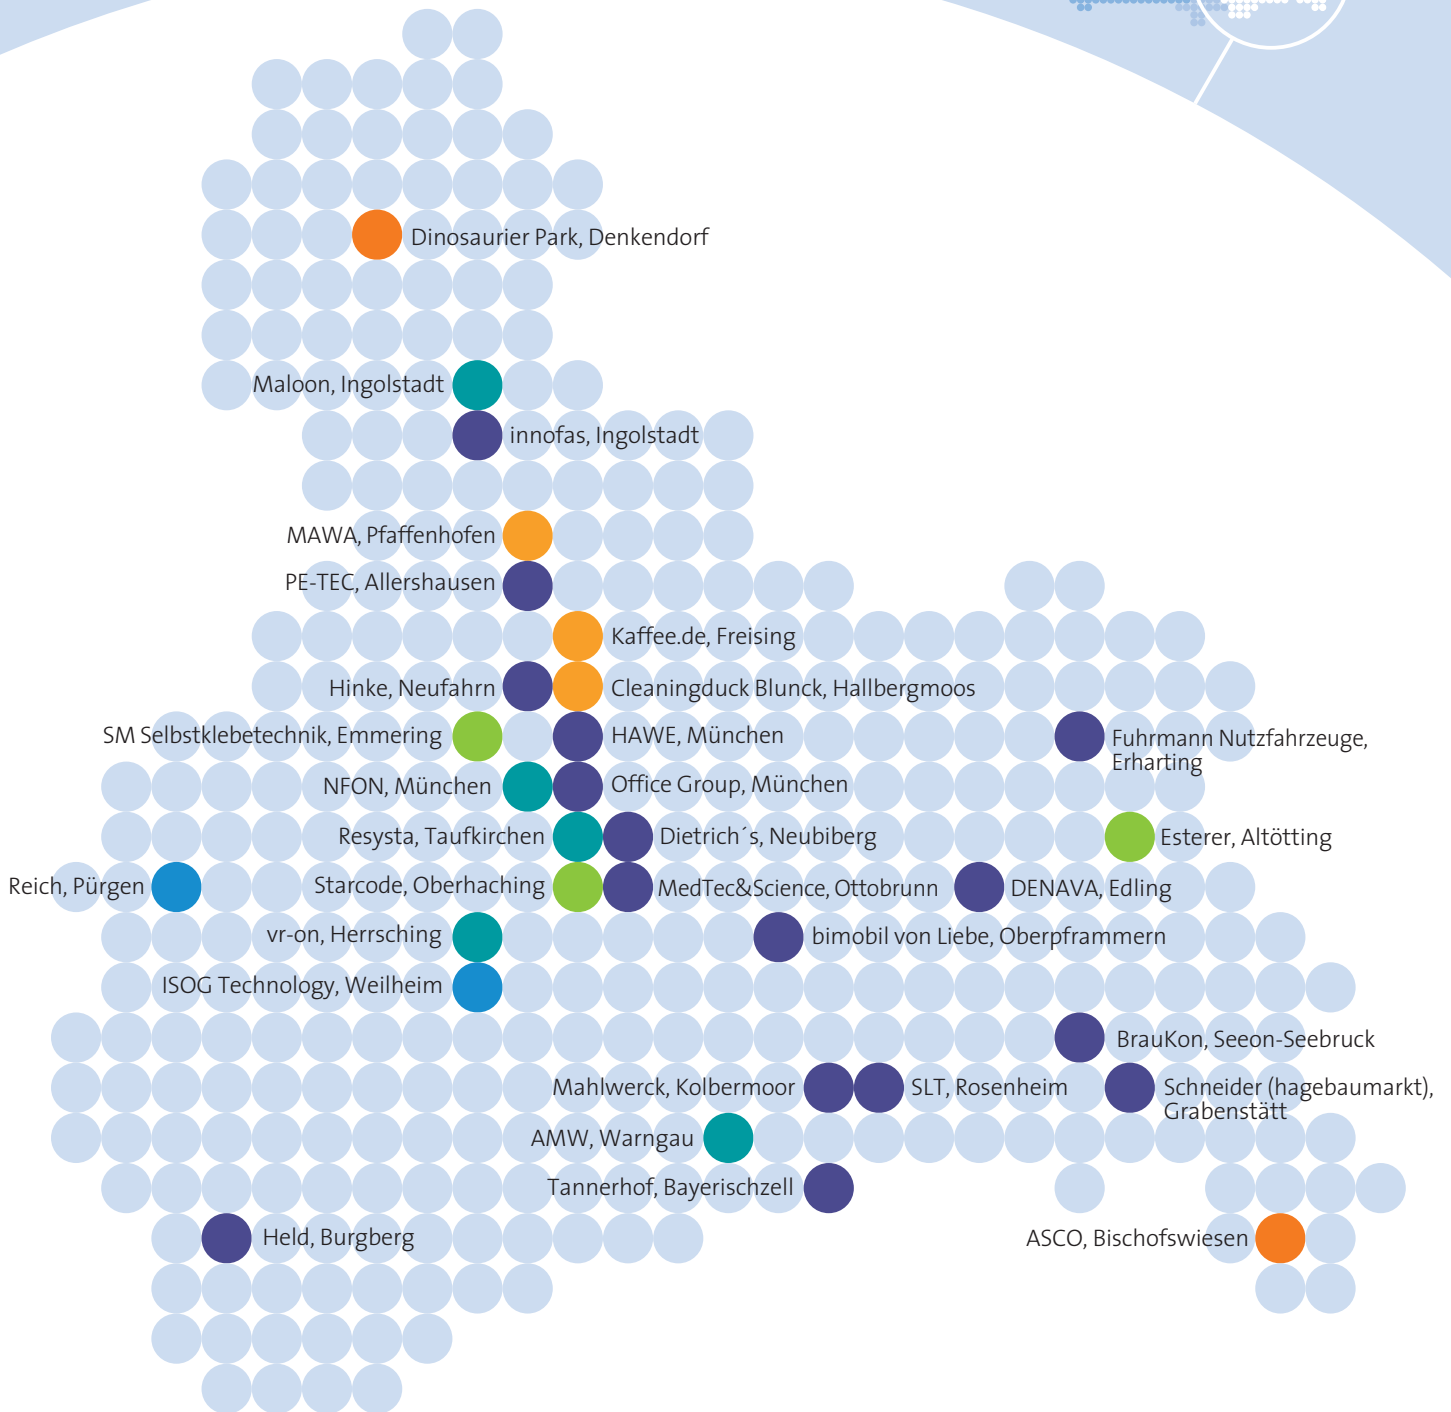 Dinosaurier Park, Denkendorf
Maloon, Ingolstadt
innofas, Ingolstadt
MAWA, Pfaffenhofen
PE-TEC, Allershausen
Kaffee.de, Freising
Hinke, Neufahrn
Cleaningduck Blunck, Hallbergmoos
SM Selbstklebetechnik, Emmering
HAWE, München
Fuhrmann Nutzfahrzeuge,
Erharting
NFON, München
Office Group, München
Resysta, Taufkirchen
Dietrich´s, Neubiberg
Esterer, Altötting
Reich, Pürgen
Starcode, Oberhaching
MedTec&Science, Ottobrunn
DENAVA, Edling
vr-on, Herrsching
bimobil von Liebe, Oberpframmern
ISOG Technology, Weilheim
BrauKon, Seeon-Seebruck
Mahlwerck, Kolbermoor
SLT, Rosenheim
Schneider (hagebaumarkt),
Grabenstätt
AMW, Warngau
Tannerhof, Bayerischzell
Held, Burgberg
ASCO, Bischofswiesen